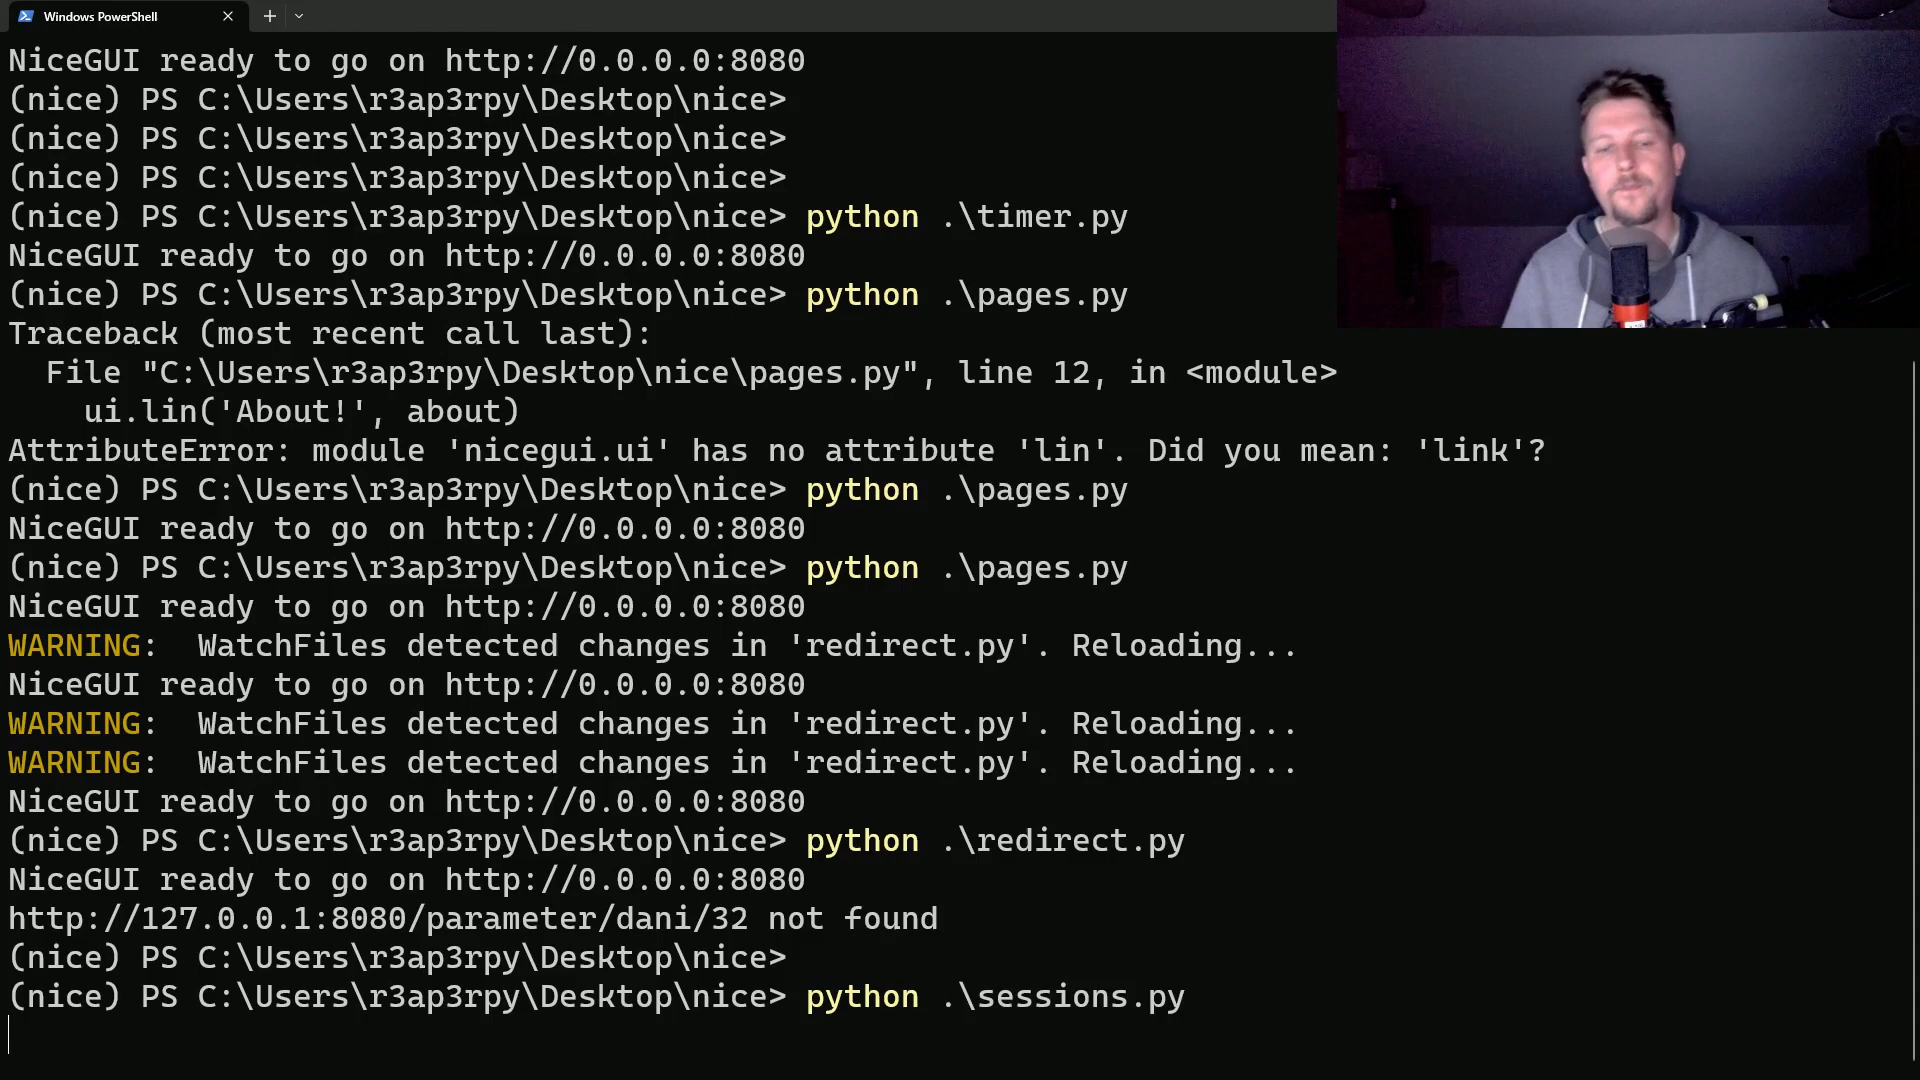 Windows PowerShell
NiceGUI ready to go on http://0.0.0.0:8080
(nice) PS C:\Users\r3ap3rpy\Desktop\nice>
(nice) PS C:\Users\r3ap3rpy\Desktop\nice>
(nice) PS C:\Users\r3ap3rpy\Desktop\nice>
(nice) PS C:\Users\r3ap3rpy\Desktop\nice> python .\timer.py
NiceGUI ready to go on http://0.0.0.0:8080
(nice) PS C:\Users\r3ap3rpy\Desktop\nice> python .\pages.py
Traceback (most recent call last):
  File "C:\Users\r3ap3rpy\Desktop\nice\pages.py", line 12, in <module>
    ui.lin('About!', about)
AttributeError: module 'nicegui.ui' has no attribute 'lin'. Did you mean: 'link'?
(nice) PS C:\Users\r3ap3rpy\Desktop\nice> python .\pages.py
NiceGUI ready to go on http://0.0.0.0:8080
(nice) PS C:\Users\r3ap3rpy\Desktop\nice> python .\pages.py
NiceGUI ready to go on http://0.0.0.0:8080
WARNING:  WatchFiles detected changes in 'redirect.py'. Reloading...
NiceGUI ready to go on http://0.0.0.0:8080
WARNING:  WatchFiles detected changes in 'redirect.py'. Reloading...
WARNING:  WatchFiles detected changes in 'redirect.py'. Reloading...
NiceGUI ready to go on http://0.0.0.0:8080
(nice) PS C:\Users\r3ap3rpy\Desktop\nice> python .\redirect.py
NiceGUI ready to go on http://0.0.0.0:8080
http://127.0.0.1:8080/parameter/dani/32 not found
(nice) PS C:\Users\r3ap3rpy\Desktop\nice>
(nice) PS C:\Users\r3ap3rpy\Desktop\nice> python .\sessions.py